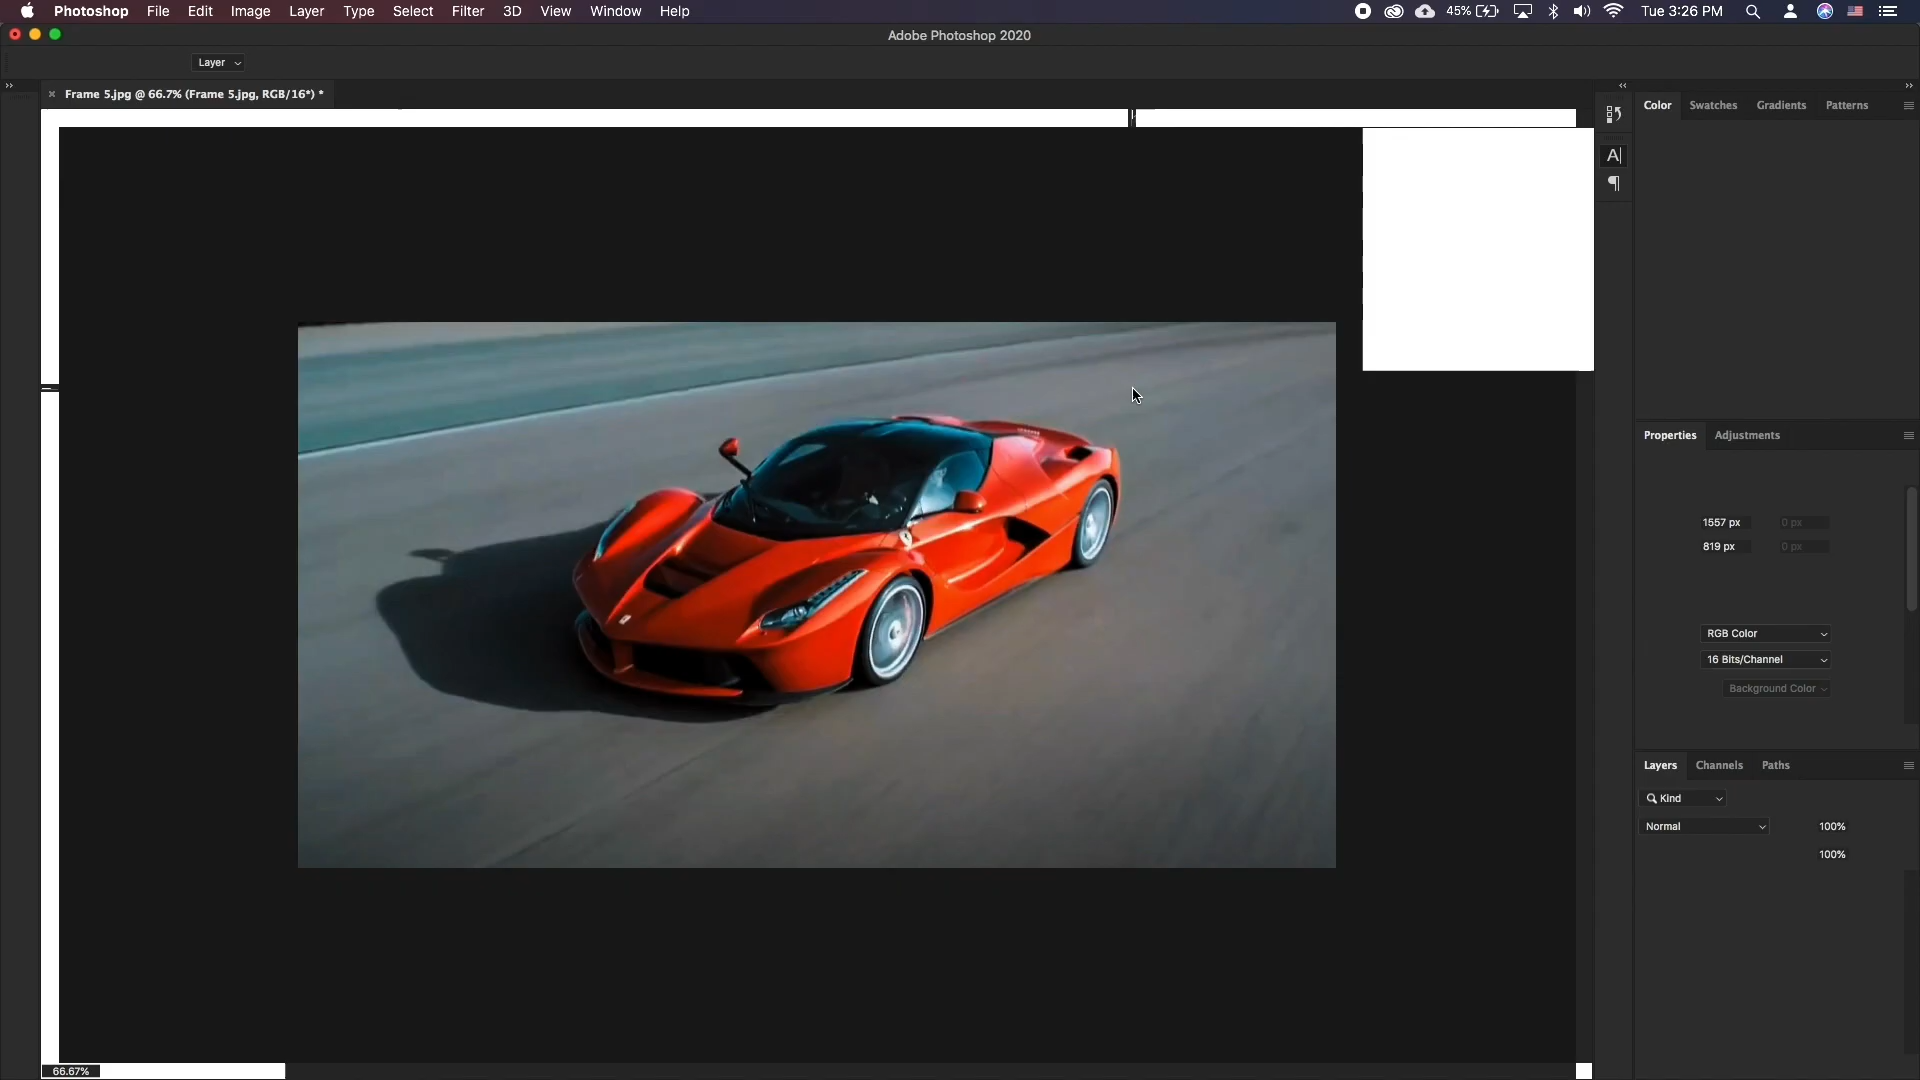 Photoshop File Edit Image Layer Type Select Filter 3D View Window Help 45% Tue 3:26 PM
Adobe Photoshop 2020
Layer
Frame 5.jpg @ 66.7% (Frame 5.jpg, RGB/16*) *
Color Swatches Gradients Patterns
A
Properties Adjustments
1557 px 0 px
819 px 0 px
RGB Color
16 Bits/Channel
Background Color
Layers Channels Paths
Kind
Normal 100%
100%
66.67%